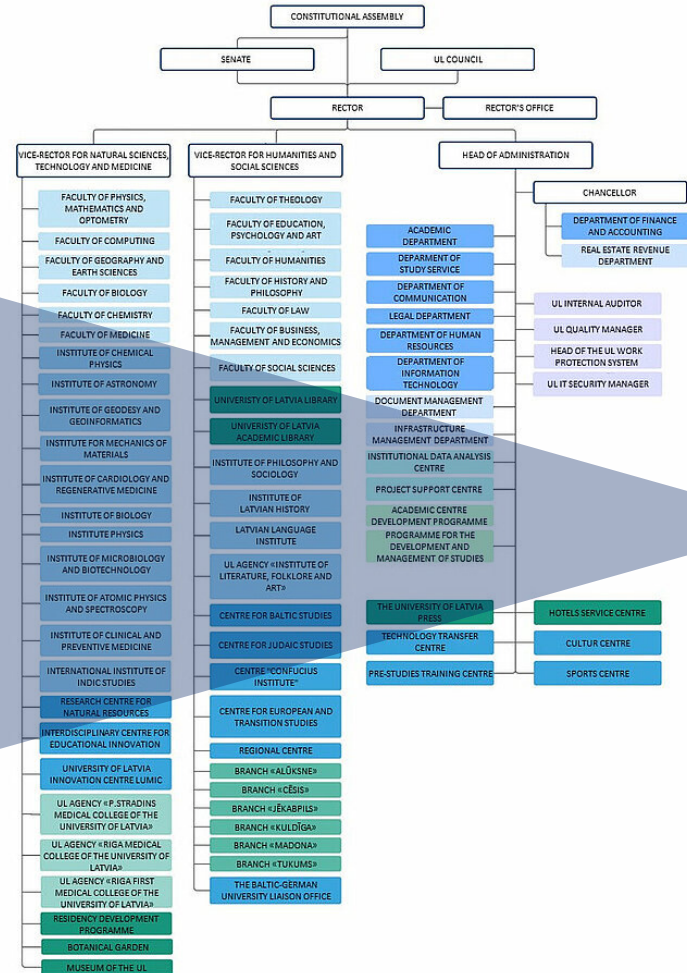 CONSTITUTIONAL ASSEMBLY
SENATE
UL COUNCIL
RECTOR
RECTOR'S OFFICE
VICE-RECTOR FOR NATURAL SCIENCES,
TECHNOLOGY AND MEDICINE
FACULTY OF PHYSICS,
MATHEMATICS AND
OPTOMETRY
FACULTY OF COMPUTING
FACULTY OF GEOGRAPHY AND
EARTH SCIENCES
FACULTY OF BIOLOGY
FACULTY OF CHEMISTRY
FACULTY OF MEDICINE
INSTITUTE OF CHEMICAL
PHYSICS
INSTITUTE OF ASTRONOMY
INSTITUTE OF GEODESY AND
GEOINFORMATICS
INSTITUTE FOR MECHANICS OF
MATERIALS
INSTITUTE OF CARDIOLOGY AND
REGENERATIVE MEDICINE
INSTITUTE OF BIOLOGY
INSTITUTE PHYSICS
INSTITUTE OF MICROBIOLOGY
AND BIOTECHNOLOGY
INSTITUTE OF ATOMIC PHYSICS
AND SPECTROSCOPY
INSTITUTE OF CLINICAL AND
PREVENTIVE MEDICINE
INTERNATIONAL INSTITUTE OF
INDIC STUDIES
RESEARCH CENTRE FOR
NATURAL RESOURCES
INTERDISCIPLINARY CENTRE FOR
EDUCATIONAL INNOVATION
UNIVERSITY OF LATVIA
INNOVATION CENTRE LUMIC
UL AGENCY «P.STRADINS
MEDICAL COLLEGE OF THE
UNIVERSITY OF LATVIA»
UL AGENCY «RIGA MEDICAL
COLLEGE OF THE UNIVERSITY OF
LATVIA»
UL AGENCY «RIGA FIRST
MEDICAL COLLEGE OF THE
UNIVERSITY OF LATVIA»
RESIDENCY DEVELOPMENT
PROGRAMME
BOTANICAL GARDEN
MUSEUM OF THE UL
VICE-RECTOR FOR HUMANITIES AND
SOCIAL SCIENCES
FACULTY OF THEOLOGY
FACULTY OF EDUCATION,
PSYCHOLOGY AND ART
FACULTY OF HUMANITIES
FACULTY OF HISTORY AND
PHILOSOPHY
FACULTY OF LAW
FACULTY OF BUSINESS,
MANAGEMENT AND ECONOMICS
FACULTY OF SOCIAL SCIENCES
UNIVERISTY OF LATVIA LIBRARY
UNIVERISTY OF LATVIA
ACADEMIC LIBRARY
INSTITUTE OF PHILOSOPHY AND
SOCIOLOGY
INSTITUTE OF
LATVIAN HISTORY
LATVIAN LANGUAGE
INSTITUTE
UL AGENCY «INSTITUTE OF
LITERATURE, FOLKLORE AND
ART»
CENTRE FOR BALTIC STUDIES
CENTRE FOR JUDAIC STUDIES
CENTRE "CONFUCIUS
INSTITUTE"
CENTRE FOR EUROPEAN AND
TRANSITION STUDIES
REGIONAL CENTRE
BRANCH «ALŪKSNE»
BRANCH «CĒSIS»
BRANCH «JĒKABPILS»
BRANCH «KULDĪGA»
BRANCH «MADONA»
BRANCH «TUKUMS»
THE BALTIC-GERMAN
UNIVERSITY LIAISON OFFICE
HEAD OF ADMINISTRATION
CHANCELLOR
DEPARTMENT OF FINANCE
AND ACCOUNTING
REAL ESTATE REVENUE
DEPARTMENT
ACADEMIC
DEPARTMENT
DEPARMENT OF
STUDY SERVICE
DEPARTMENT OF
COMMUNICATION
LEGAL DEPARTMENT
DEPARTMENT OF HUMAN
RESOURCES
DEPARTMENT OF
INFORMATION
TECHNOLOGY
DOCUMENT MANAGEMENT
DEPARTMENT
INFRASTRUCTURE
MANAGEMENT DEPARTMENT
INSTITUTIONAL DATA ANALYSIS
CENTRE
PROJECT SUPPORT CENTRE
ACADEMIC CENTRE
DEVELOPMENT PROGRAMME
PROGRAMME FOR THE
DEVELOPMENT AND
MANAGEMENT OF STUDIES
UL INTERNAL AUDITOR
UL QUALITY MANAGER
HEAD OF THE UL WORK
PROTECTION SYSTEM
UL IT SECURITY MANAGER
THE UNIVERSITY OF LATVIA
PRESS
TECHNOLOGY TRANSFER
CENTRE
PRE-STUDIES TRAINING CENTRE
HOTELS SERVICE CENTRE
CULTUR CENTRE
SPORTS CENTRE